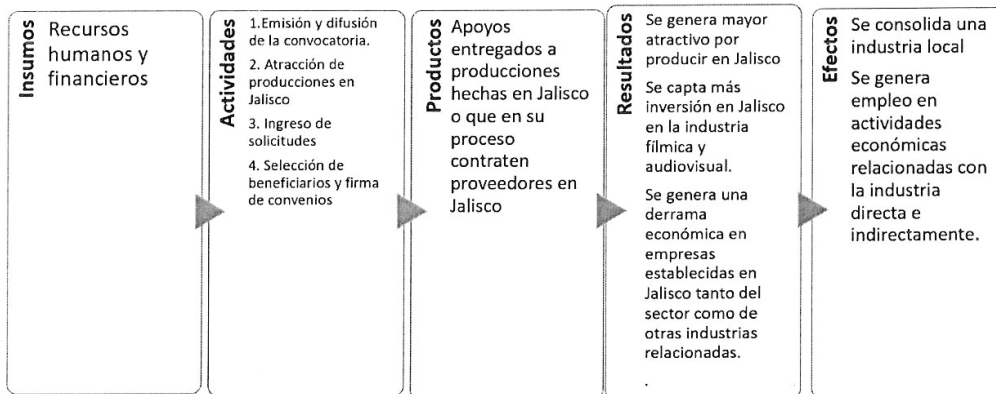 Insumos
Recursos
humanos y
financieros
Actividades
1.Emisión y difusión
de la convocatoria.
2. Atracción de
producciones en
Jalisco
3. Ingreso de
solicitudes
4. Selección de
beneficiarios y firma
de convenios
Productos
Apoyos
entregados a
producciones
hechas en Jalisco
o que en su
proceso
contraten
proveedores en
Jalisco
Resultados
Se genera mayor
atractivo por
producir en Jalisco
Se capta más
inversión en Jalisco
en la industria
fílmica y
audiovisual.
Se genera una
derrama
económica en
empresas
establecidas en
Jalisco tanto del
sector como de
otras industrias
relacionadas.
.
Efectos
Se consolida una
industria local
Se genera
empleo en
actividades
económicas
relacionadas con
la industria
directa e
indirectamente.